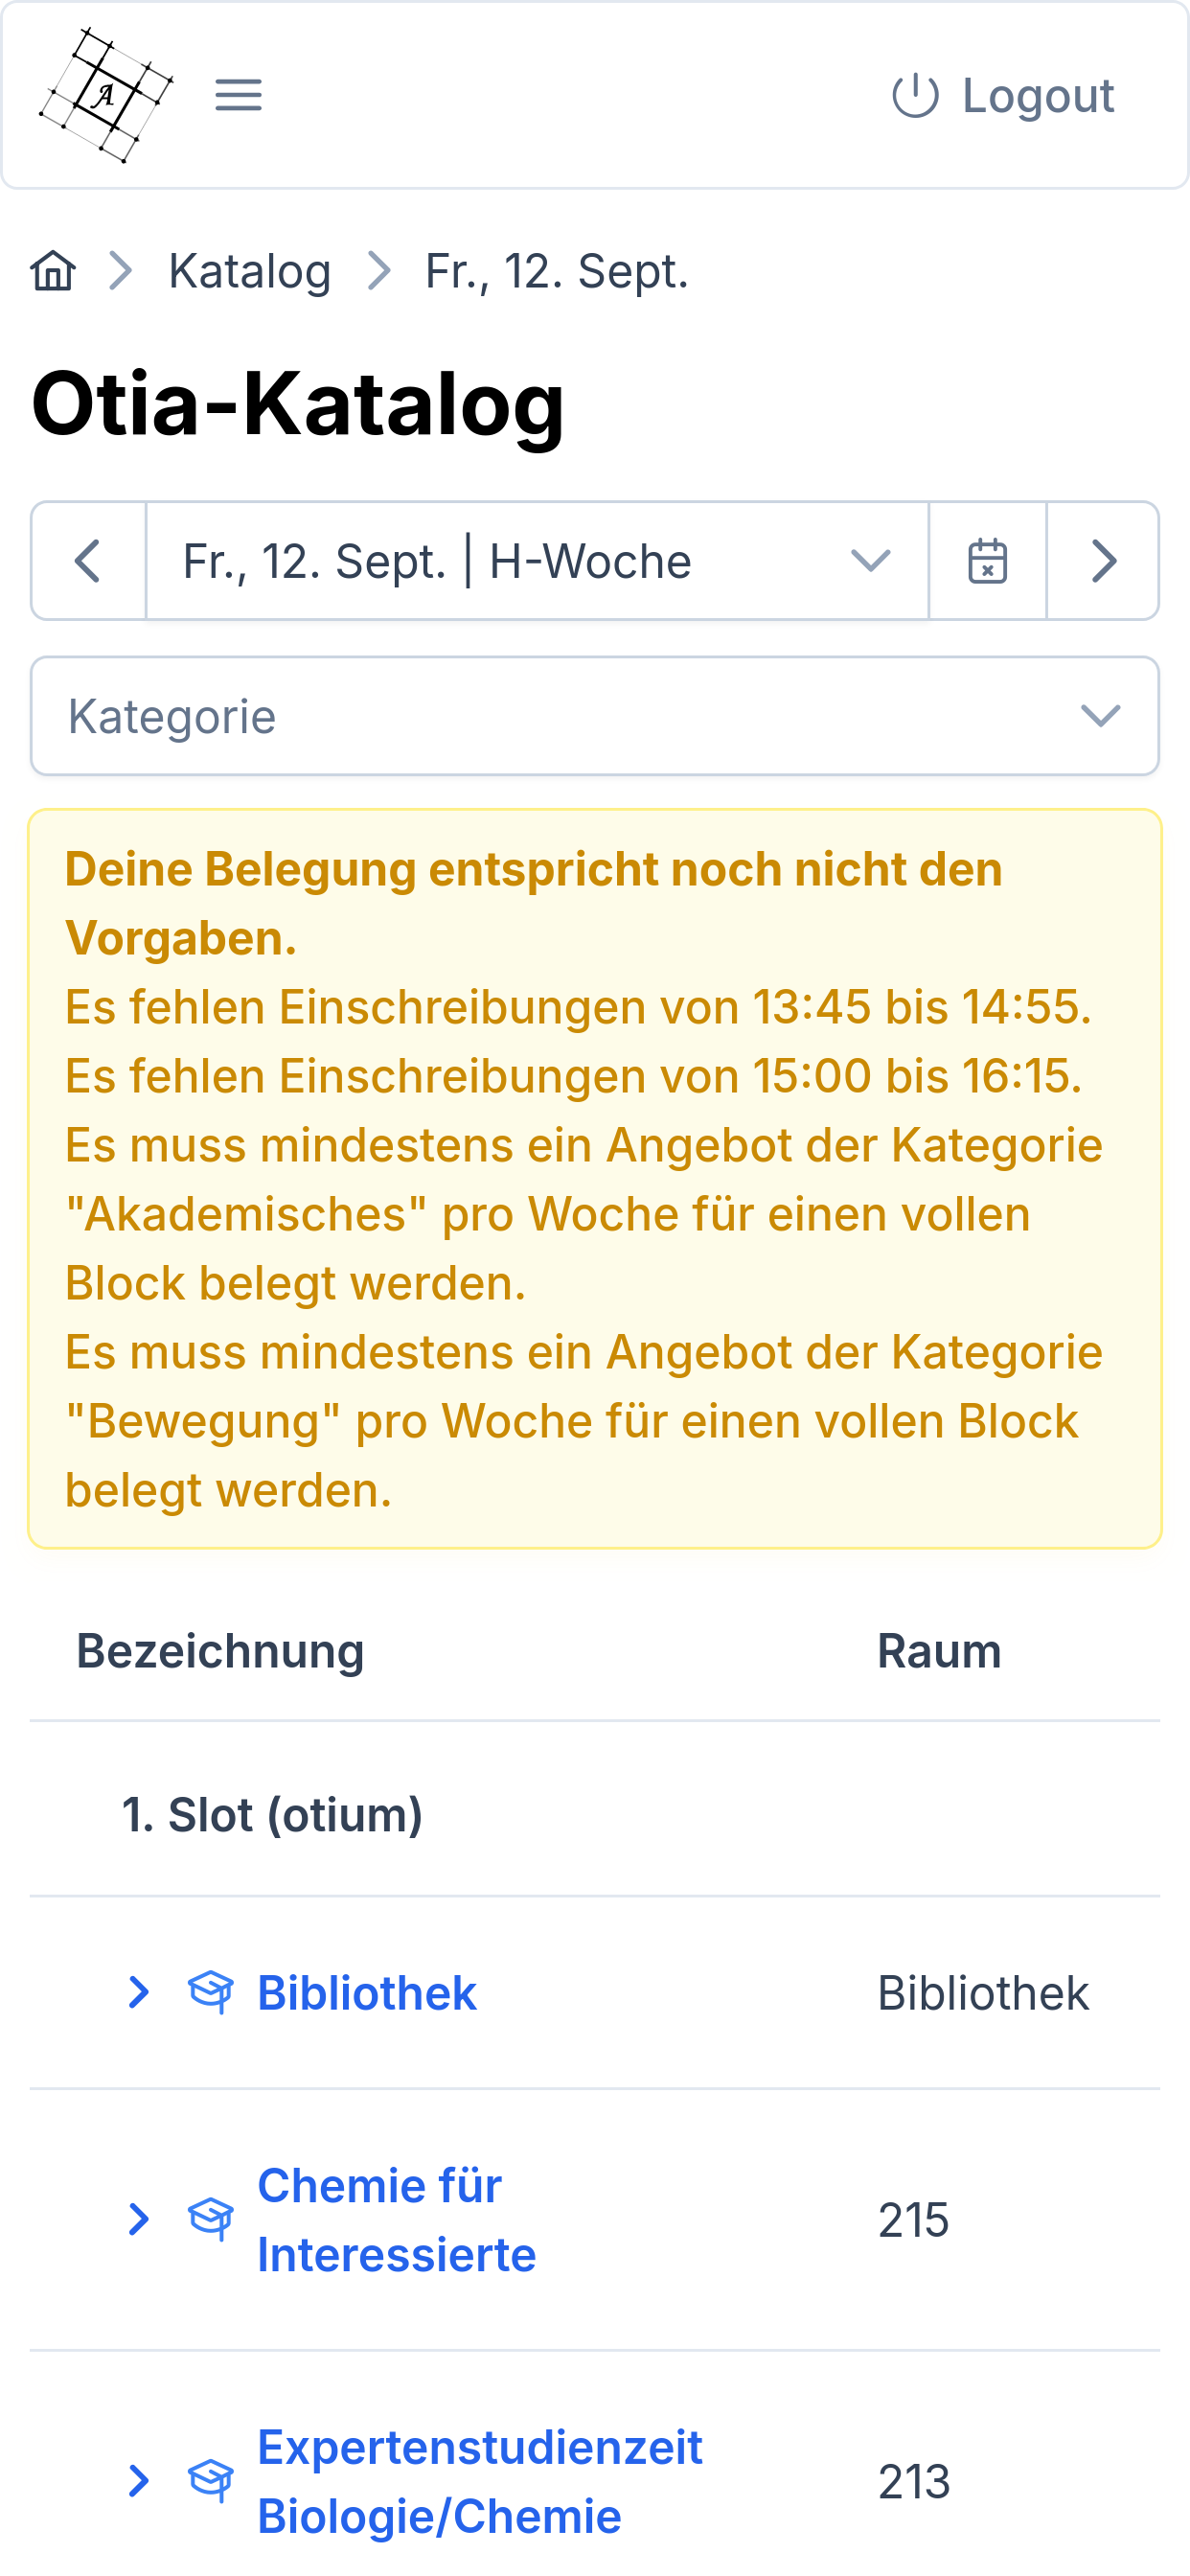 A
Logout
Katalog
Fr., 12. Sept.
Otia-Katalog
Fr., 12. Sept. | H-Woche
Kategorie
Deine Belegung entspricht noch nicht den
Vorgaben.
Es fehlen Einschreibungen von 13:45 bis 14:55.
Es fehlen Einschreibungen von 15:00 bis 16:15.
Es muss mindestens ein Angebot der Kategorie
"Akademisches" pro Woche für einen vollen
Block belegt werden.
Es muss mindestens ein Angebot der Kategorie
"Bewegung" pro Woche für einen vollen Block
belegt werden.
Bezeichnung Raum
1. Slot (otium)
Bibliothek Bibliothek
Chemie für
Interessierte
215
Expertenstudienzeit
Biologie/Chemie
213